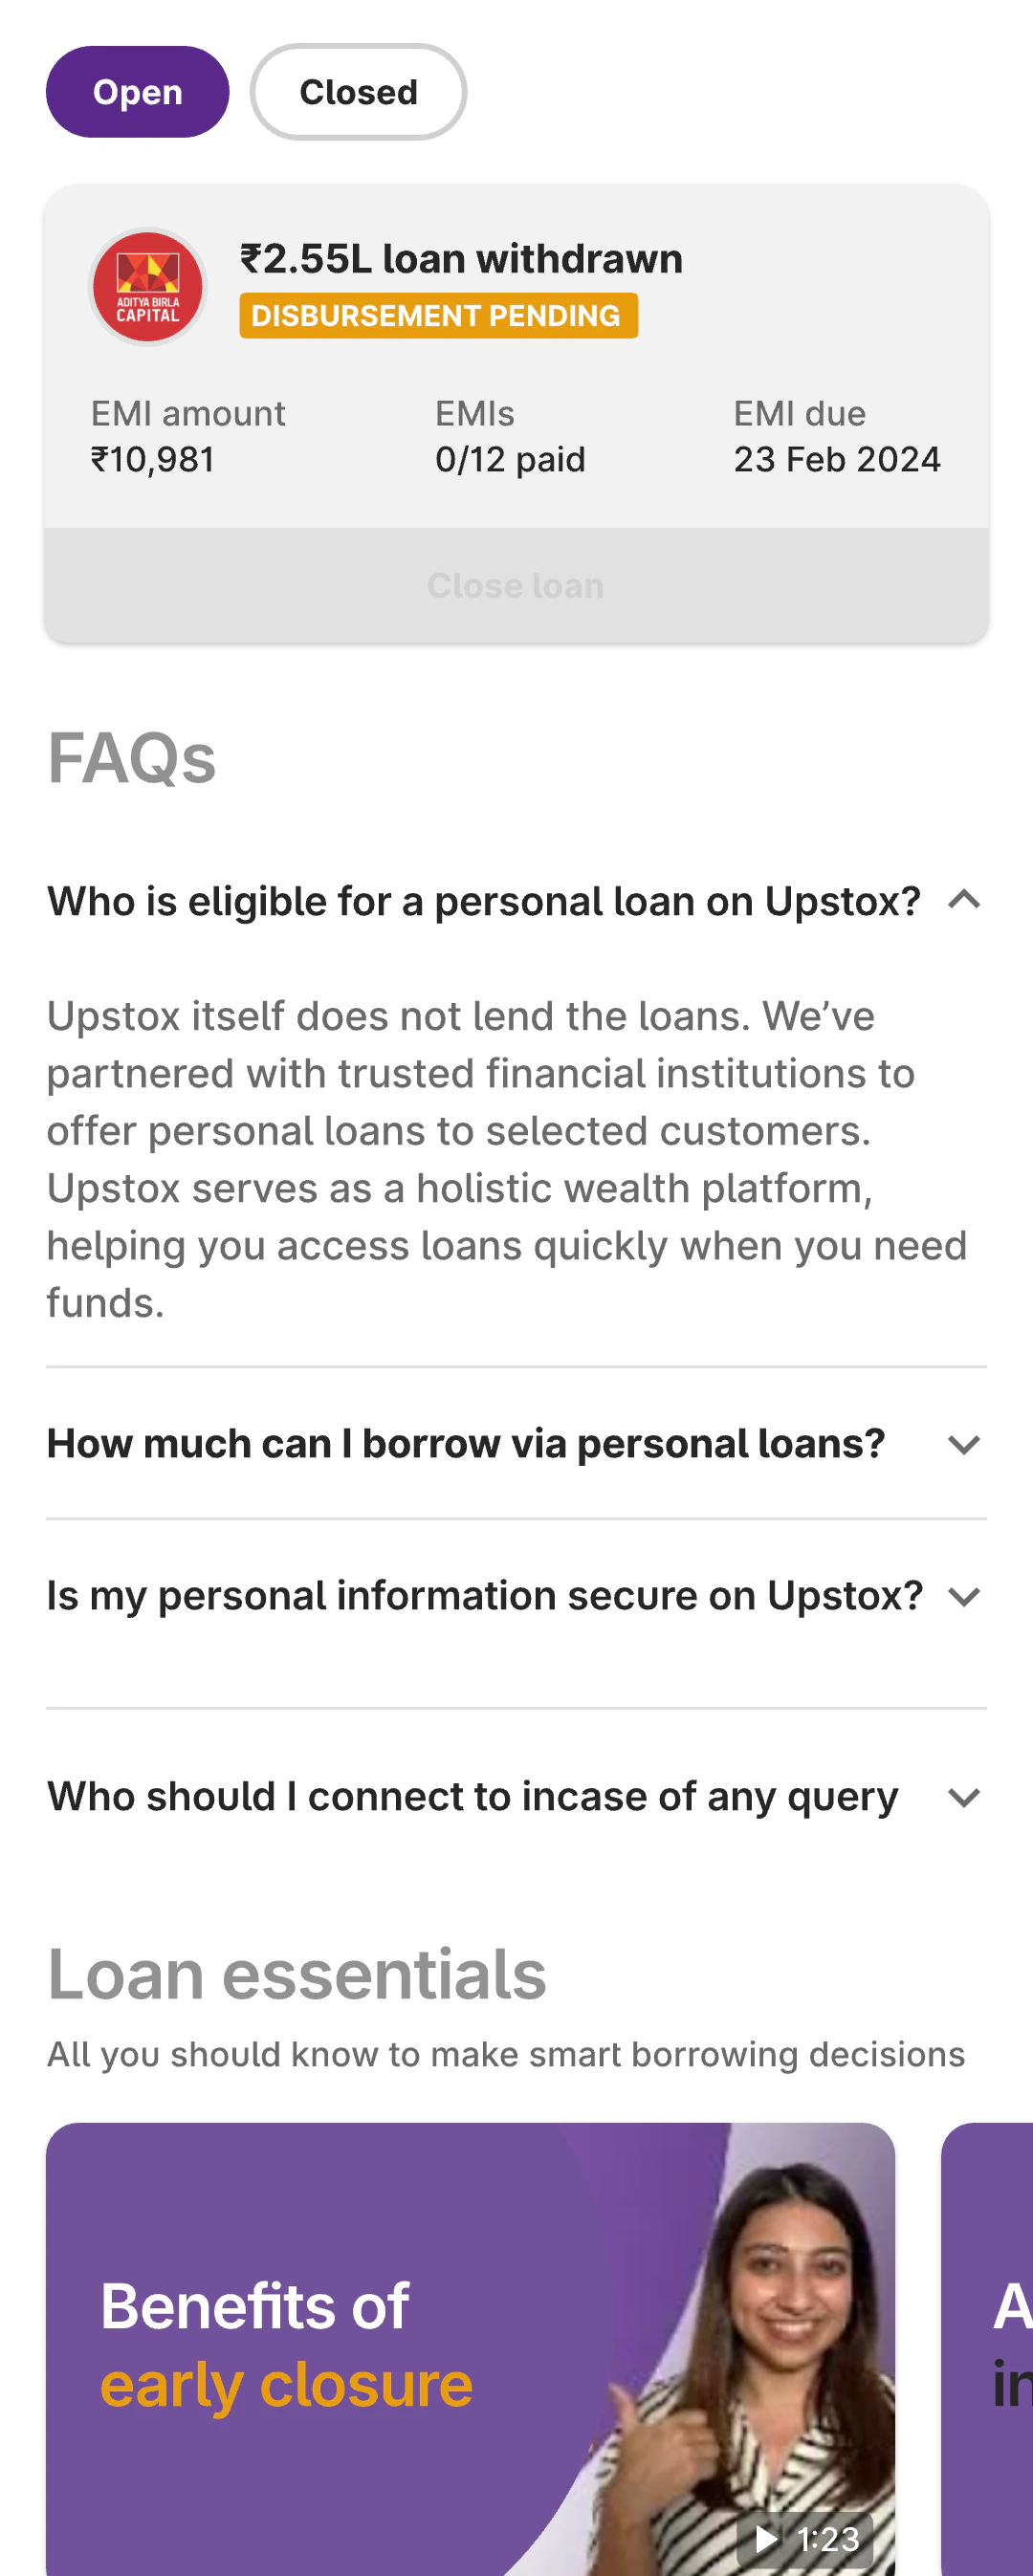 Open
Closed
ADITYA BIRLA
CAPITAL
₹2.55L loan withdrawn
DISBURSEMENT PENDING
EMI amount
EMIs
EMI due
₹10,981
0/12 paid
23 Feb 2024
Close loan
FAQs
Who is eligible for a personal loan on Upstox?
Upstox itself does not lend the loans. We’ve
partnered with trusted financial institutions to
offer personal loans to selected customers.
Upstox serves as a holistic wealth platform,
helping you access loans quickly when you need
funds.
How much can I borrow via personal loans?
Is my personal information secure on Upstox?
Who should I connect to incase of any query
Loan essentials
All you should know to make smart borrowing decisions
Benefits of
early closure
1:23